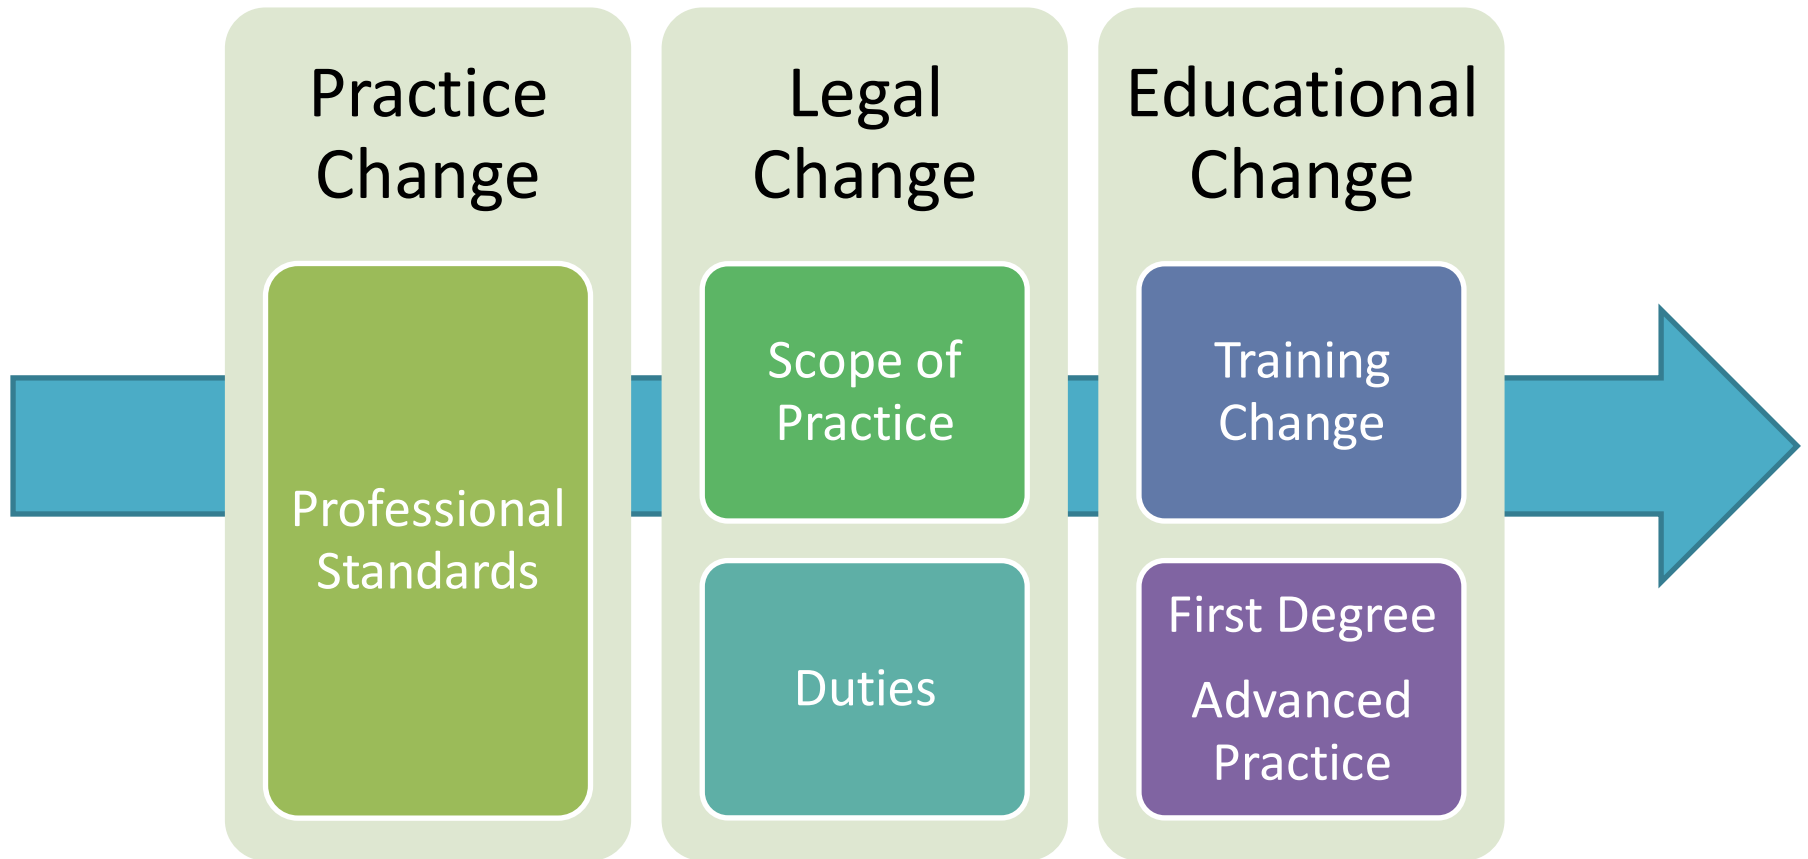 Practice
Change
Professional
Standards
Legal
Change
Scope of
Practice
Duties
Educational
Change
Training
Change
First Degree
Advanced
Practice